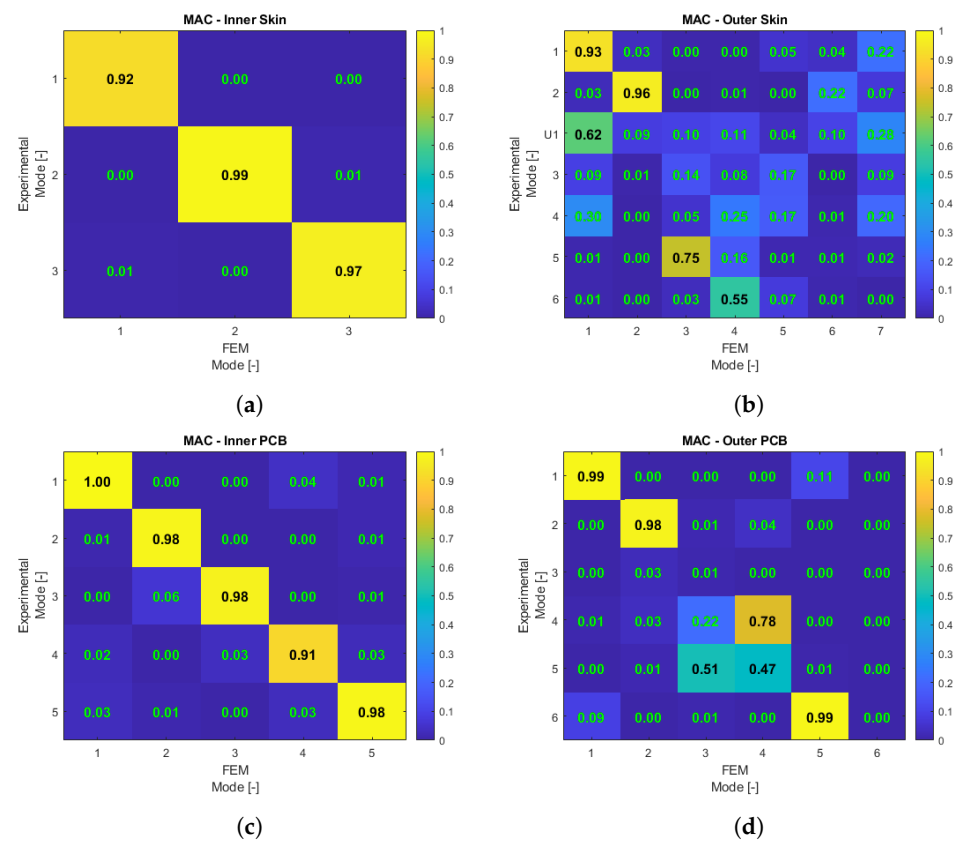 MAC - Inner Skin
1 0.92 0.00 0.00
2 0.00 0.99 0.01
3 0.01 0.00 0.97
1 2 3
FEM
Mode [-]
Experimental
Mode [-]
1
0.9
0.8
0.7
0.6
0.5
0.4
0.3
0.2
0.1
0
(a)
MAC - Outer Skin
1 0.93 0.03 0.00 0.00 0.05 0.04 0.22
2 0.03 0.96 0.00 0.01 0.00 0.22 0.07
U1 0.62 0.09 0.10 0.11 0.04 0.10 0.28
3 0.09 0.01 0.14 0.08 0.17 0.00 0.09
4 0.30 0.00 0.05 0.25 0.17 0.01 0.20
5 0.01 0.00 0.75 0.16 0.01 0.01 0.02
6 0.01 0.00 0.03 0.55 0.07 0.01 0.00
1 2 3 4 5 6 7
FEM
Mode [-]
Experimental
Mode [-]
1
0.9
0.8
0.7
0.6
0.5
0.4
0.3
0.2
0.1
0
(b)
MAC - Inner PCB
1 1.00 0.00 0.00 0.04 0.01
2 0.01 0.98 0.00 0.00 0.01
3 0.00 0.06 0.98 0.00 0.01
4 0.02 0.00 0.03 0.91 0.03
5 0.03 0.01 0.00 0.03 0.98
1 2 3 4 5
FEM
Mode [-]
Experimental
Mode [-]
1
0.9
0.8
0.7
0.6
0.5
0.4
0.3
0.2
0.1
0
(c)
MAC - Outer PCB
1 0.99 0.00 0.00 0.00 0.11 0.00
2 0.00 0.98 0.01 0.04 0.00 0.00
3 0.00 0.03 0.01 0.00 0.00 0.00
4 0.01 0.03 0.22 0.78 0.00 0.00
5 0.00 0.01 0.51 0.47 0.01 0.00
6 0.09 0.00 0.01 0.00 0.99 0.00
1 2 3 4 5 6
FEM
Mode [-]
Experimental
Mode [-]
1
0.9
0.8
0.7
0.6
0.5
0.4
0.3
0.2
0.1
0
(d)